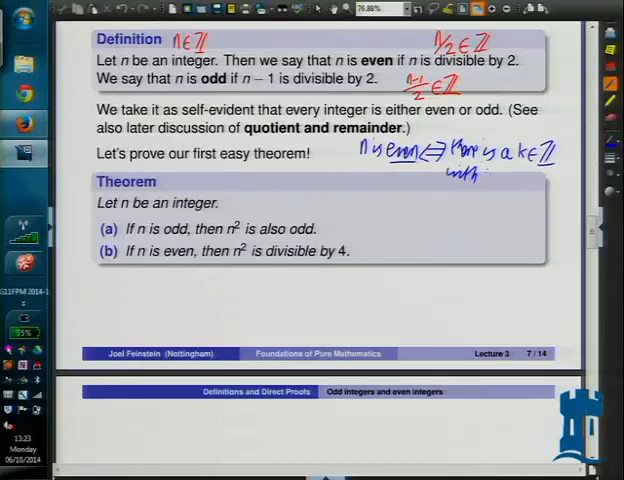 76.88%
Definition n∈ℤ n/2∈ℤ
Let n be an integer. Then we say that n is even if n is divisible by 2.
We say that n is odd if n − 1 is divisible by 2. (n-1)/2 ∈ ℤ
We take it as self-evident that every integer is either even or odd. (See
also later discussion of quotient and remainder.)
Let's prove our first easy theorem! n is even ⇔ there is a k∈ℤ
with
Theorem
Let n be an integer.
(a) If n is odd, then n² is also odd.
(b) If n is even, then n² is divisible by 4.
Joel Feinstein (Nottingham) Foundations of Pure Mathematics Lecture 3 7 / 14
Definitions and Direct Proofs Odd integers and even integers
G11FPM 2014-1
95%
13:23
Monday
06/10/2014